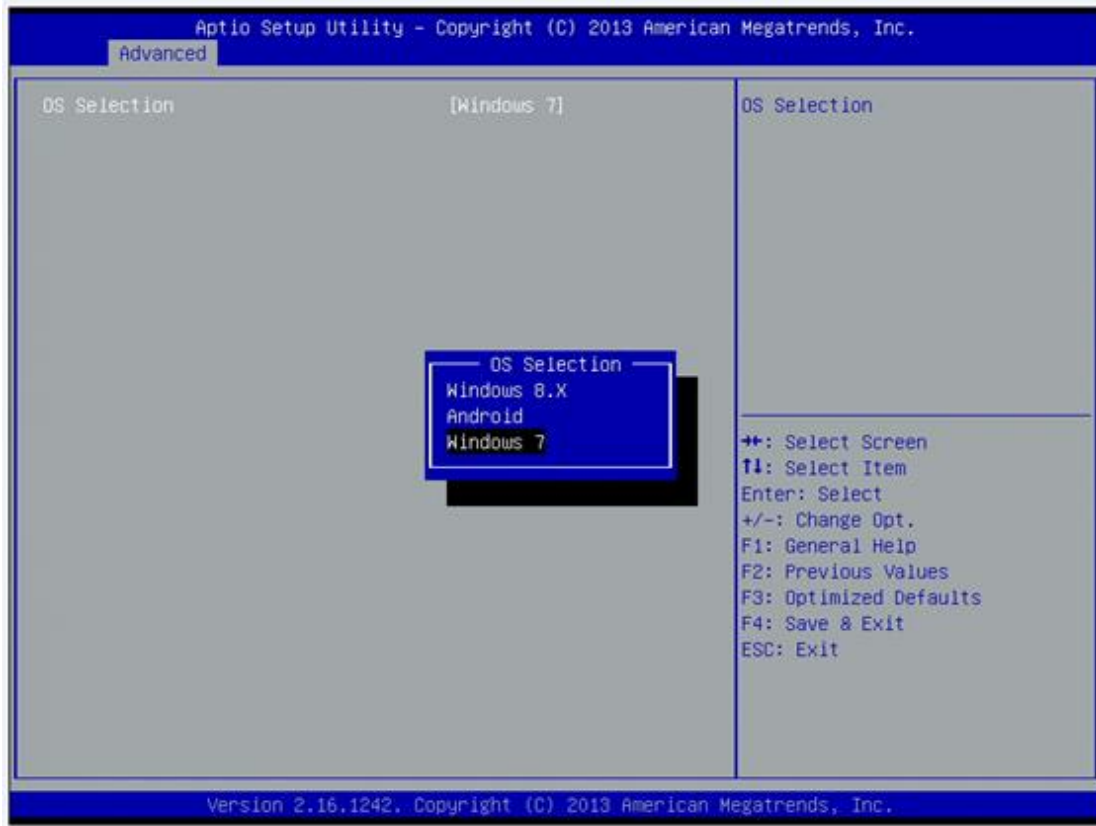 Aptio Setup Utility – Copyright (C) 2013 American Megatrends, Inc.
Advanced
OS Selection [Windows 7]
OS Selection
OS Selection
Windows 8.X
Android
Windows 7
→←: Select Screen
↑↓: Select Item
Enter: Select
+/-: Change Opt.
F1: General Help
F2: Previous Values
F3: Optimized Defaults
F4: Save & Exit
ESC: Exit
Version 2.16.1242. Copyright (C) 2013 American Megatrends, Inc.